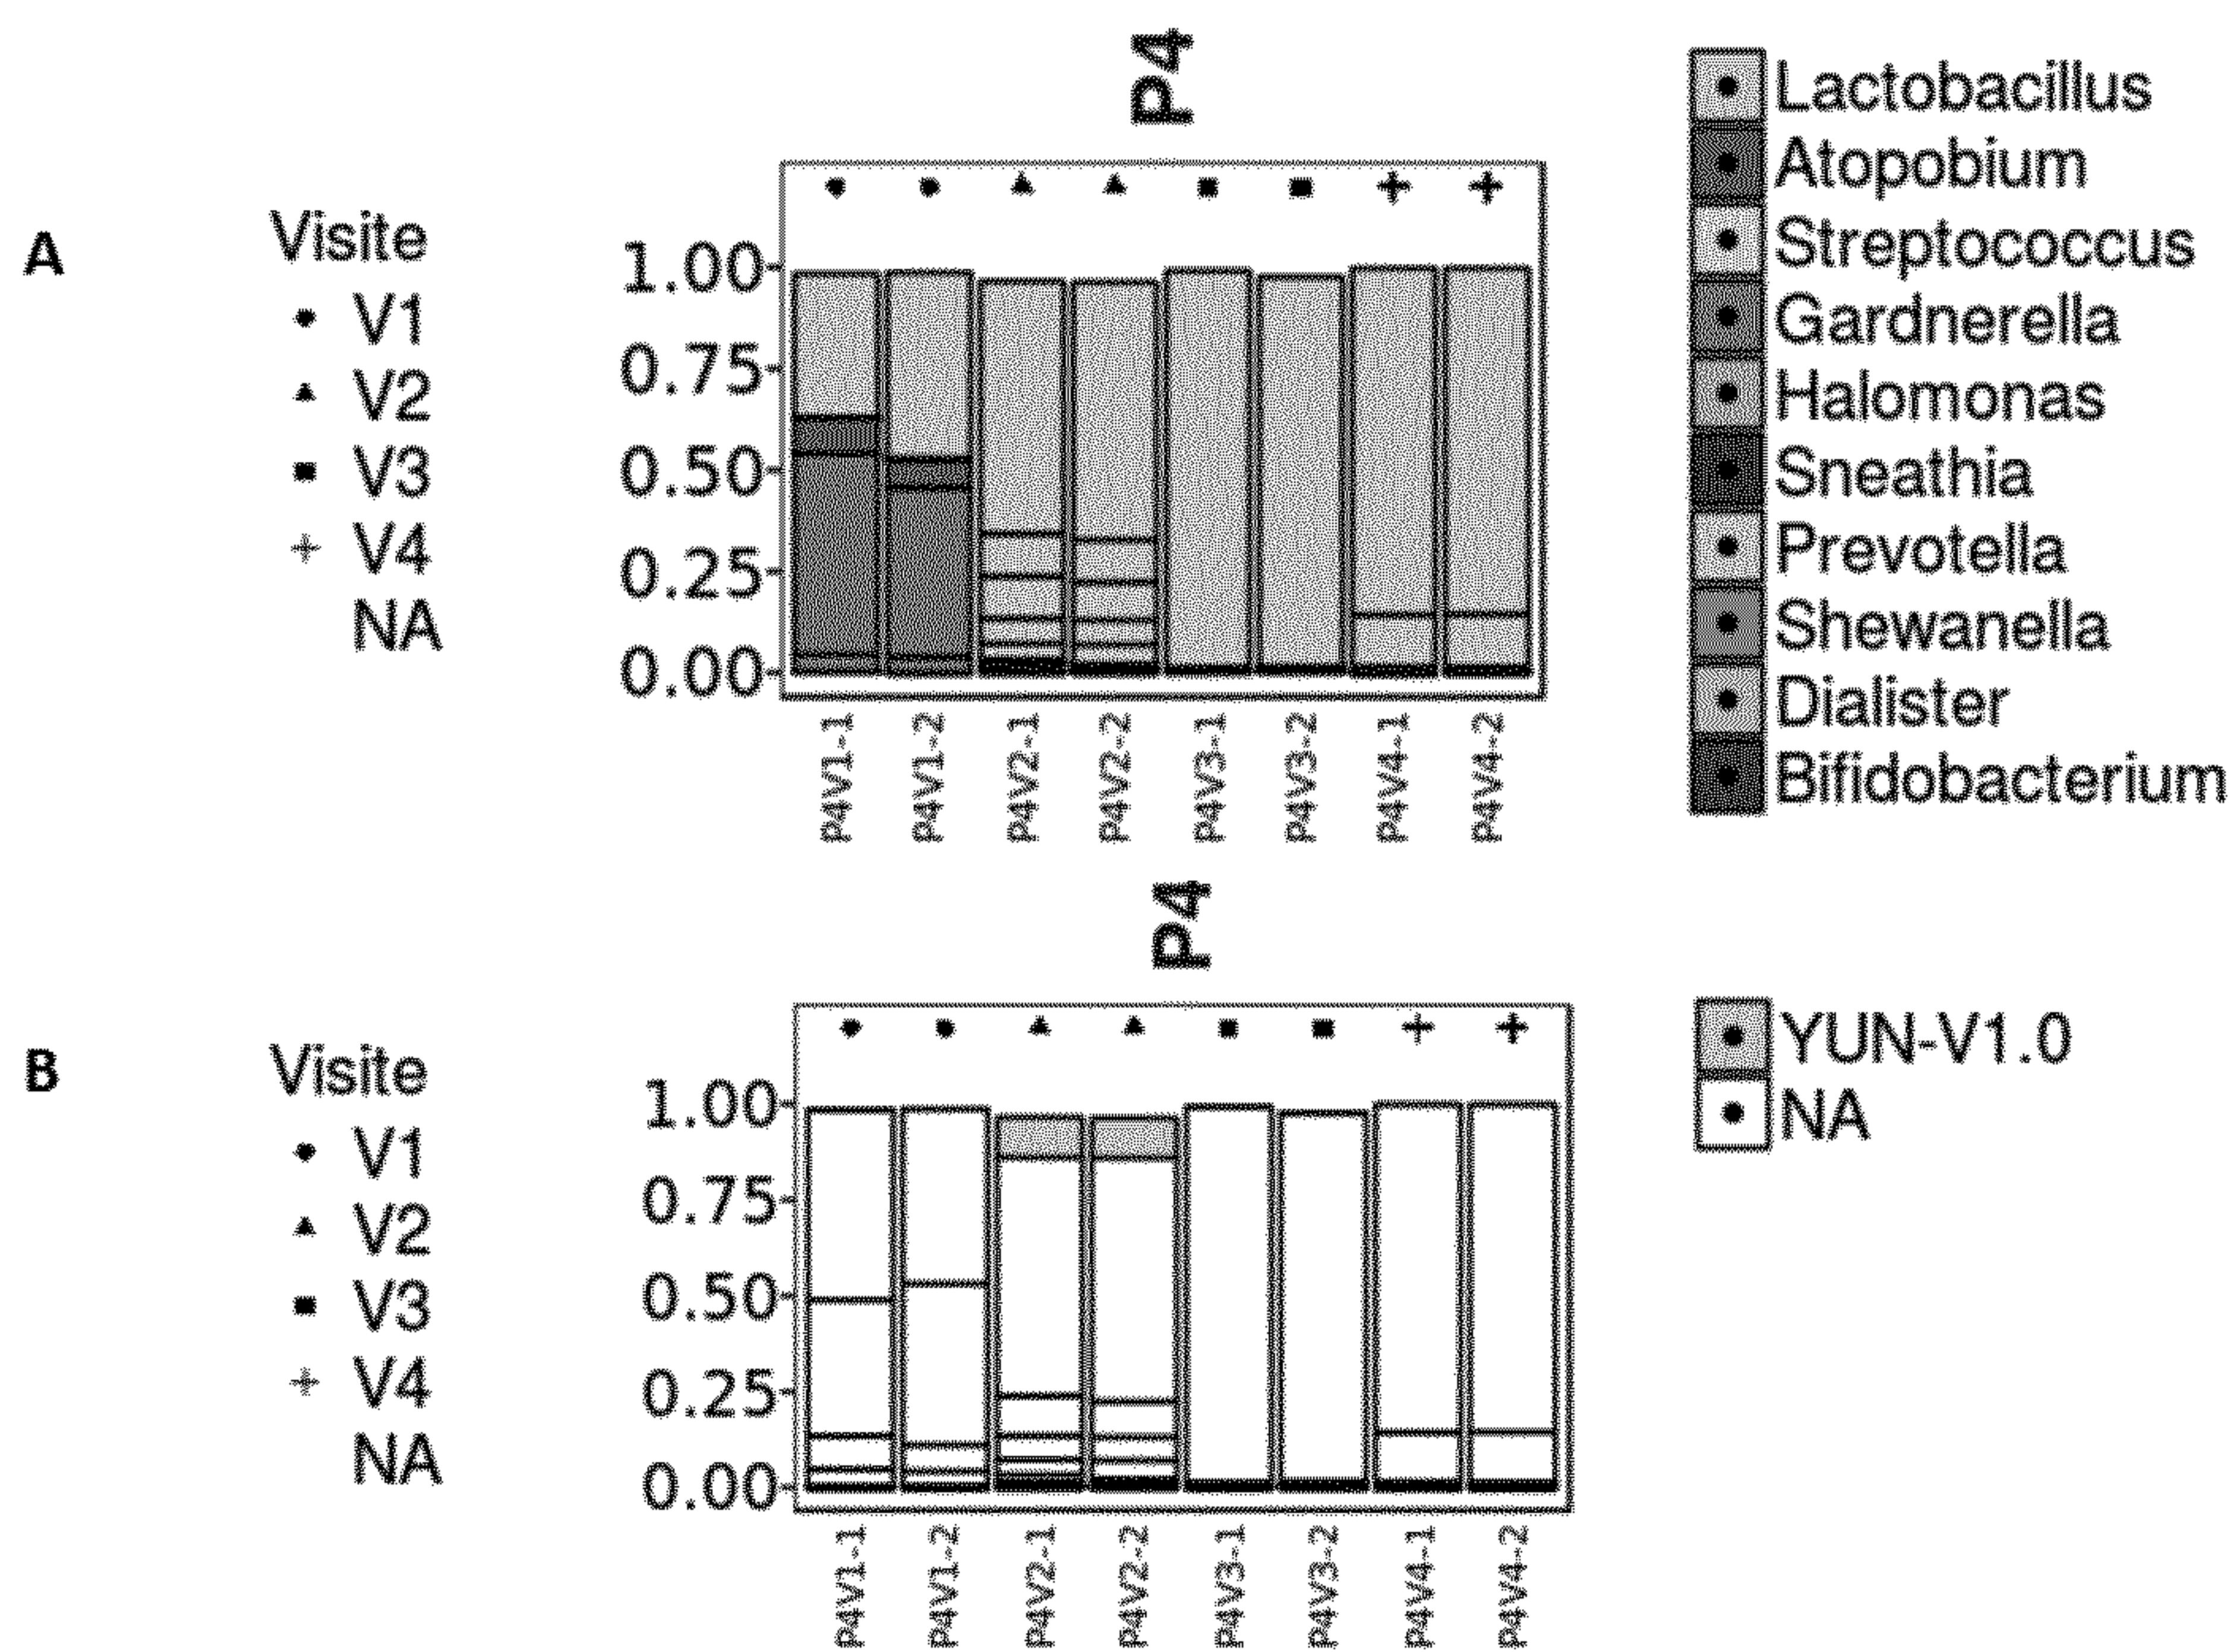 P4
A
Visite
V1
V2
V3
V4
NA
1.00
0.75
0.50
0.25
0.00
P4V1-1
P4V1-2
P4V2-1
P4V2-2
P4V3-1
P4V3-2
P4V4-1
P4V4-2
Lactobacillus
Atopobium
Streptococcus
Gardnerella
Halomonas
Sneathia
Prevotella
Shewanella
Dialister
Bifidobacterium
P4
B
Visite
V1
V2
V3
V4
NA
1.00
0.75
0.50
0.25
0.00
P4V1-1
P4V1-2
P4V2-1
P4V2-2
P4V3-1
P4V3-2
P4V4-1
P4V4-2
YUN-V1.0
NA